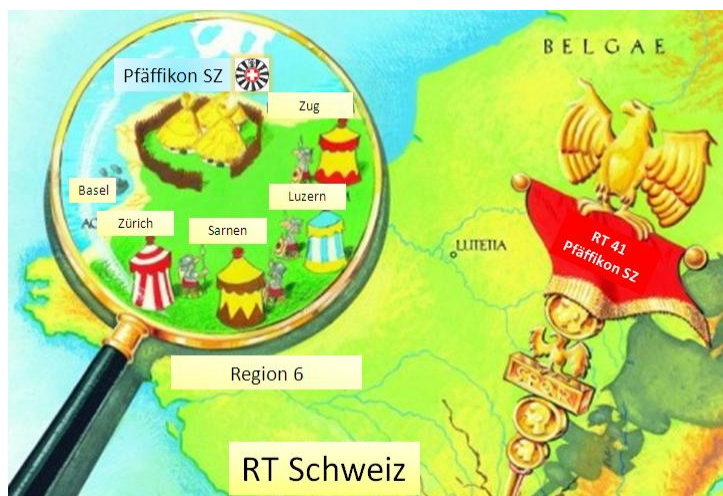 BELGAE
Pfäffikon SZ
Zug
Basel
Luzern
Zürich
Sarnen
LUTETIA
RT 41
Pfäffikon SZ
Region 6
RT Schweiz